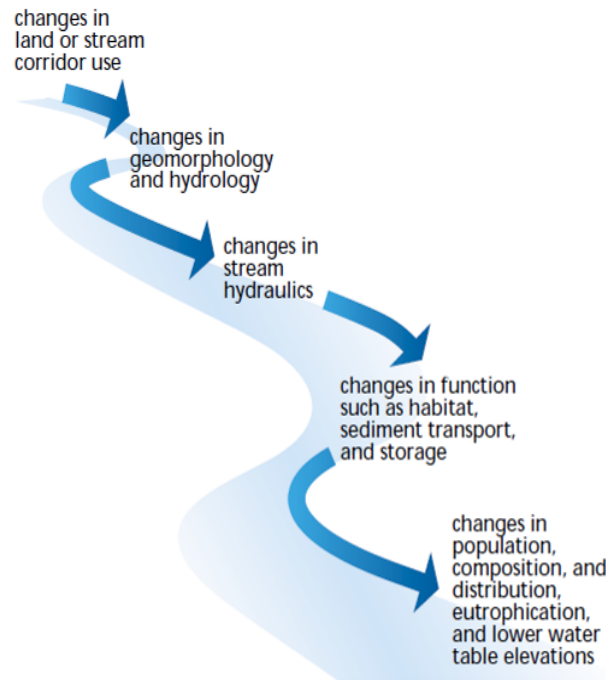 changes in
land or stream
corridor use
changes in
geomorphology
and hydrology
changes in
stream
hydraulics
changes in function
such as habitat,
sediment transport,
and storage
changes in
population,
composition, and
distribution,
eutrophication,
and lower water
table elevations